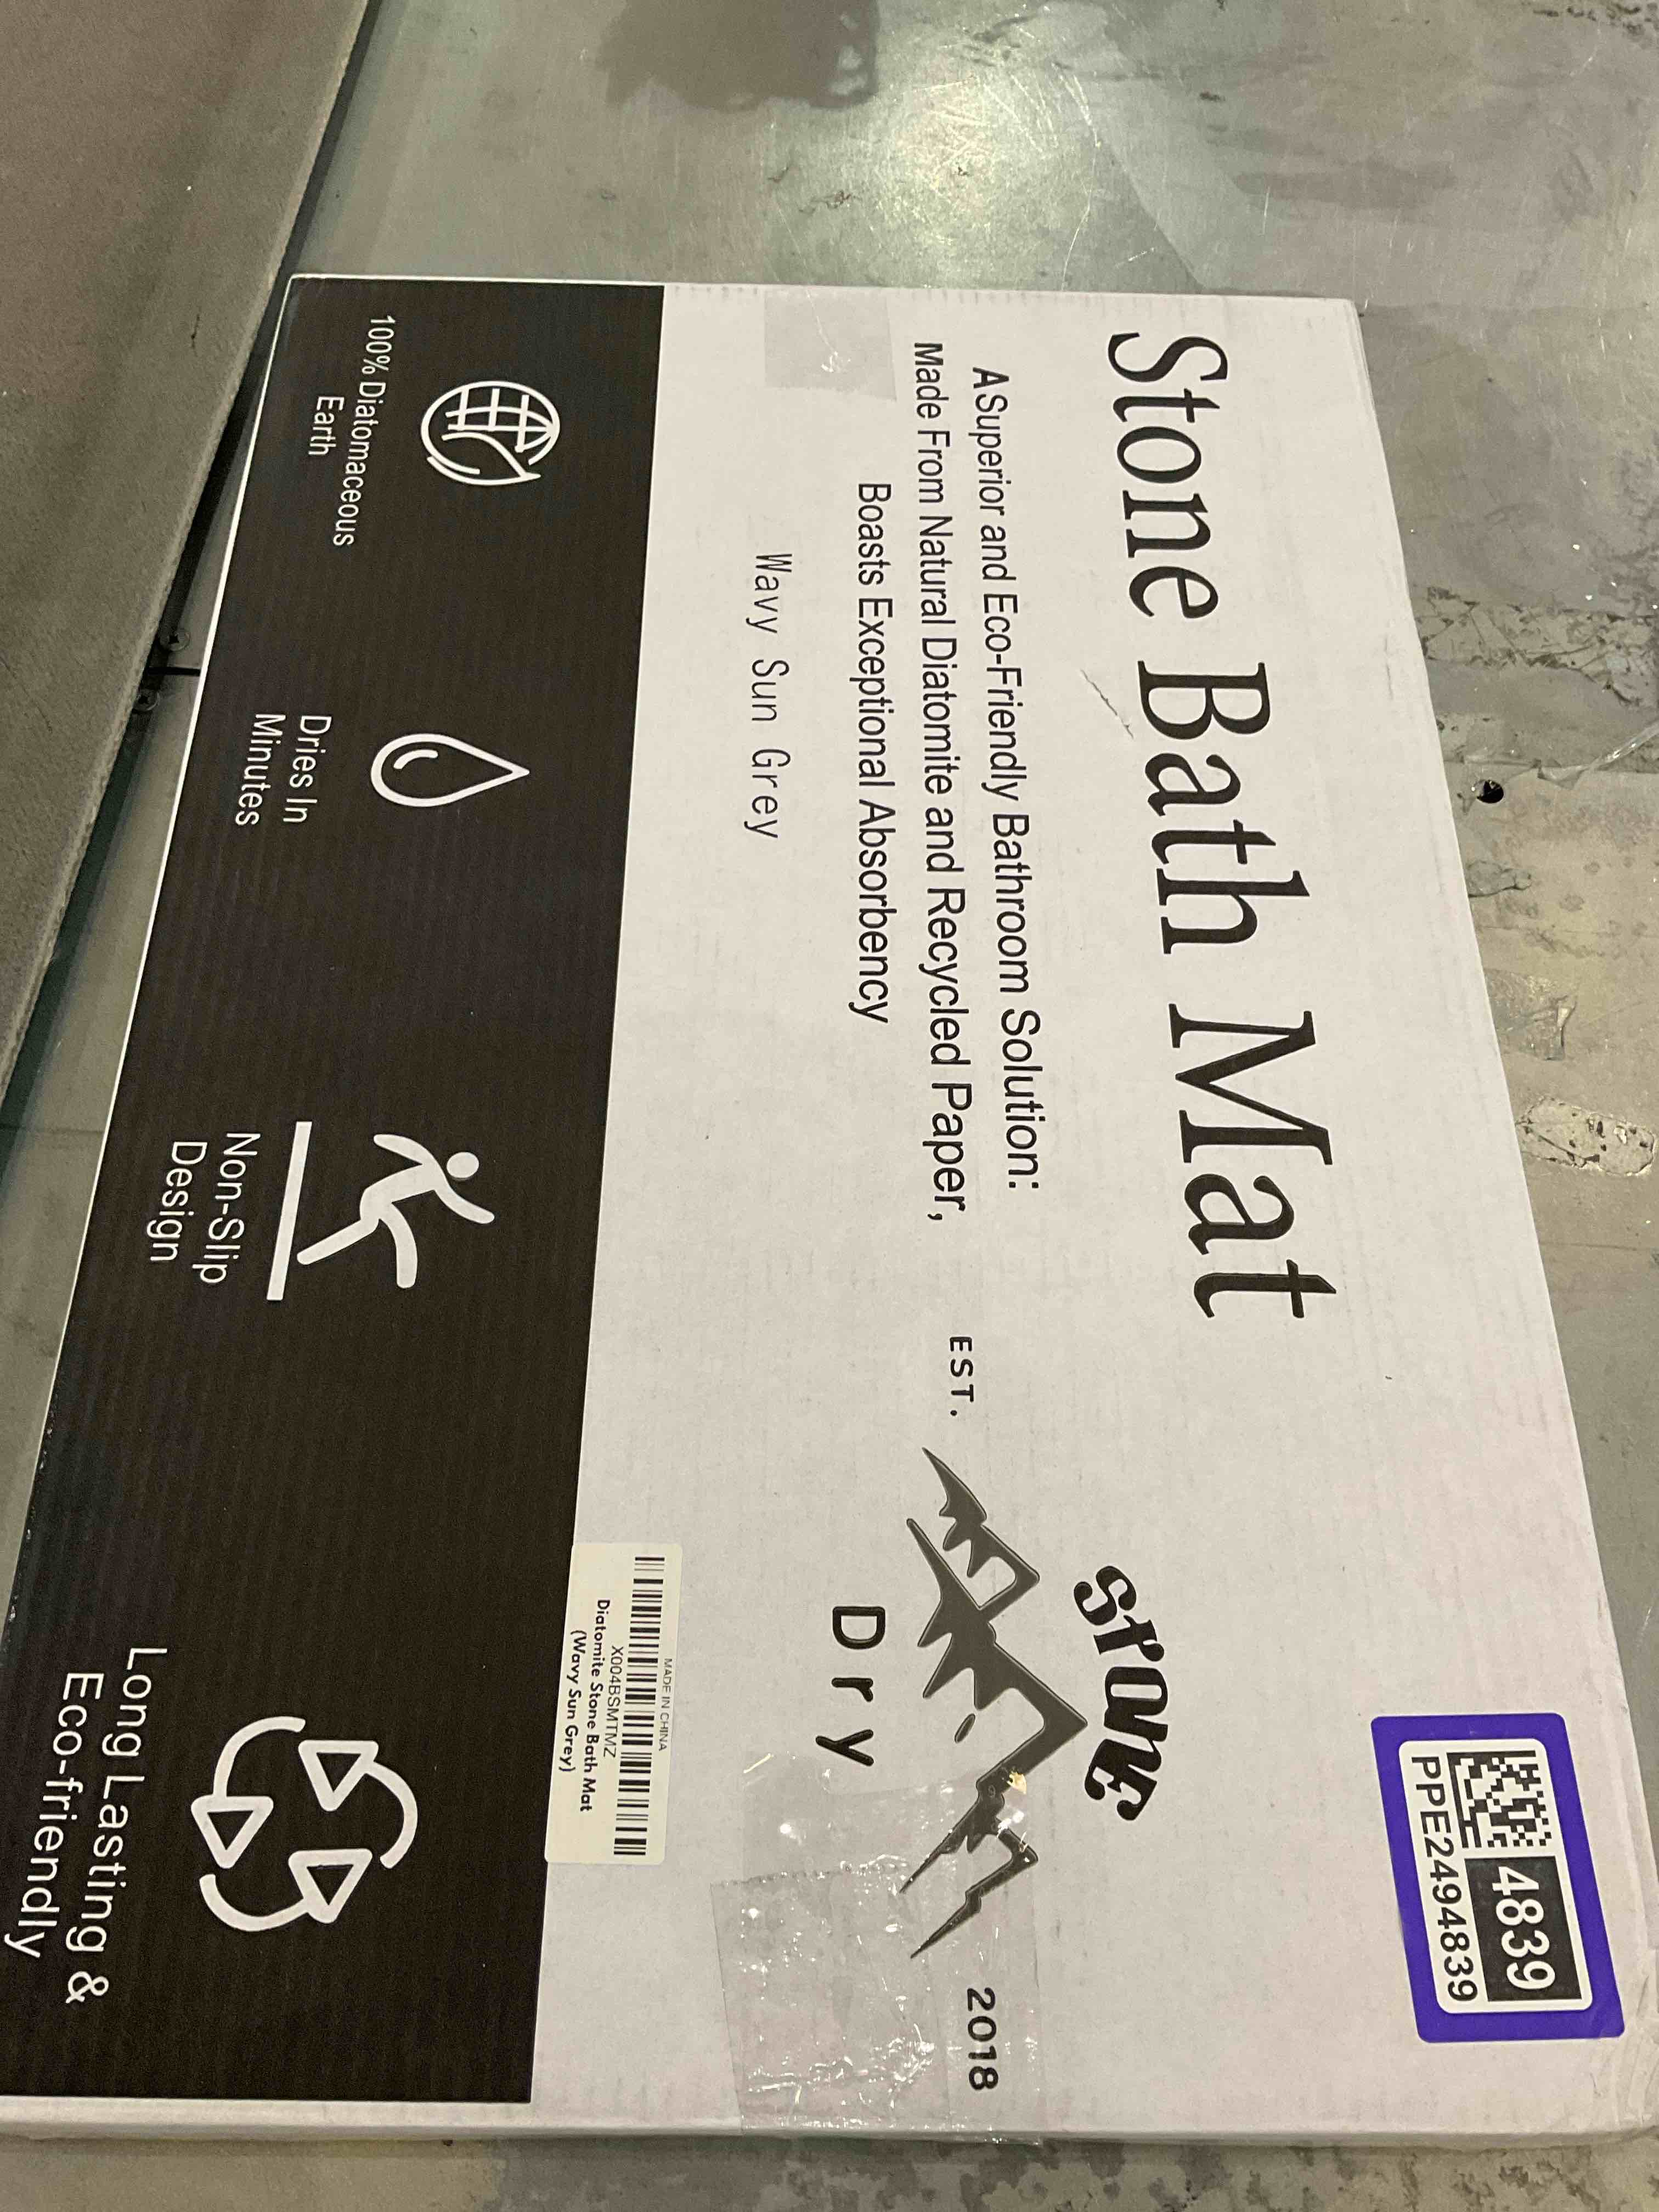 Stone Bath Mat
A Superior and Eco-Friendly Bathroom Solution:
Made From Natural Diatomite and Recycled Paper,
Boasts Exceptional Absorbency
Wavy Sun Grey
4839
PPE2494839
stone
EST.
2018
Dry
MADE IN CHINA
X004BSMTMZ
Diatomite Stone Bath Mat
(Wavy Sun Grey)
100% Diatomaceous
Earth
Dries In
Minutes
Non-Slip
Design
Long Lasting &
Eco-friendly